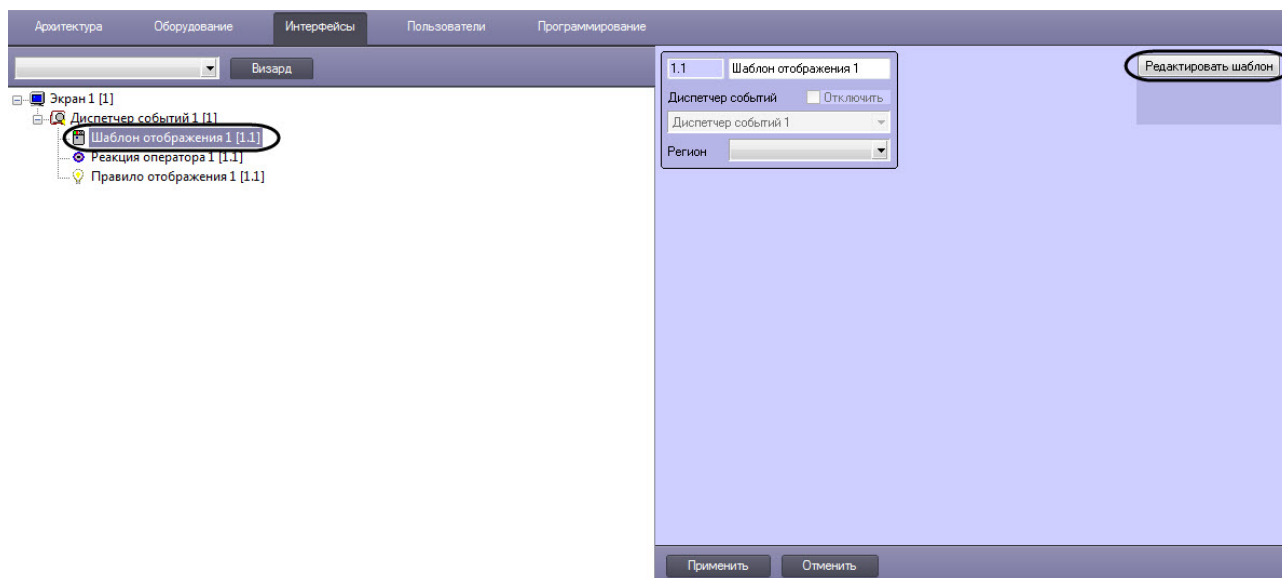 Архитектура Оборудование Интерфейсы Пользователи Программирование
Визард
Экран 1 [1]
Диспетчер событий 1 [1]
Шаблон отображения 1 [1.1]
Реакция оператора 1 [1.1]
Правило отображения 1 [1.1]
1.1 Шаблон отображения 1
Диспетчер событий Отключить
Диспетчер событий 1
Регион
Редактировать шаблон
Применить Отменить